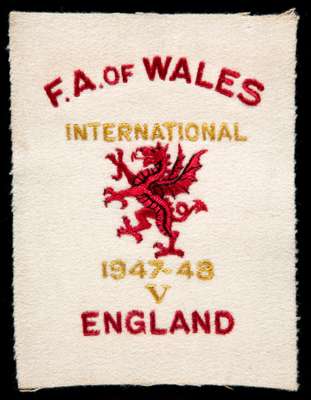 F.A. OF WALES
INTERNATIONAL
1947-48
V
ENGLAND